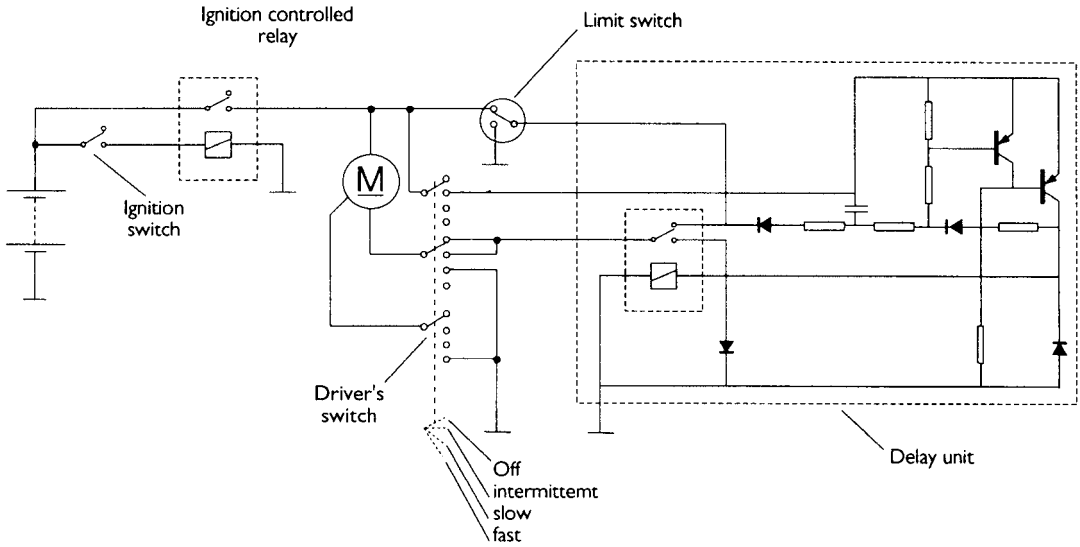 Ignition controlled
relay
Limit switch
M
Ignition
switch
Driver's
switch
Off
intermittemt
slow
fast
Delay unit